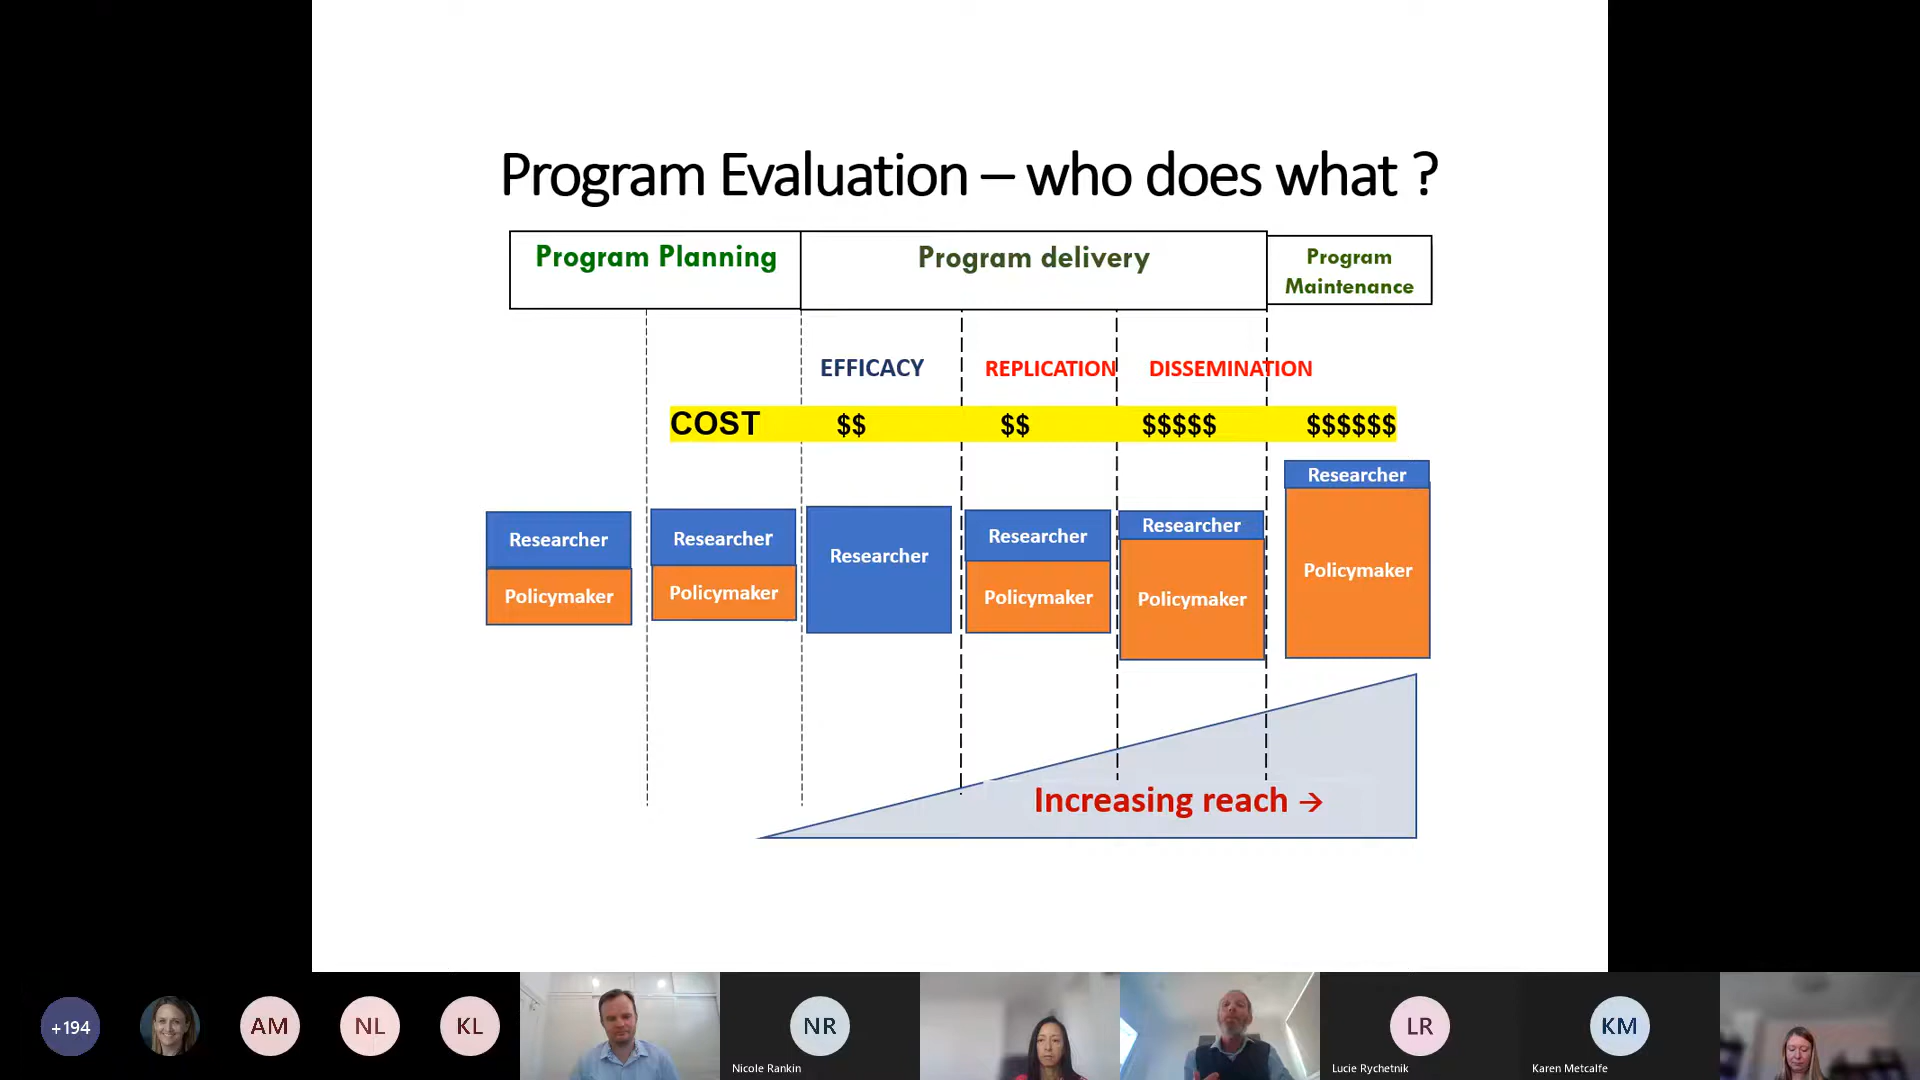 Program Evaluation – who does what ?
Program Planning
Program delivery
Program
Maintenance
EFFICACY
REPLICATION
DISSEMINATION
COST $$ $$ $$$$$ $$$$$$
Researcher
Policymaker
Researcher
Policymaker
Researcher
Researcher
Policymaker
Researcher
Policymaker
Researcher
Policymaker
Increasing reach →
+194
AM
NL
KL
NR
Nicole Rankin
LR
Lucie Rychetnik
KM
Karen Metcalfe